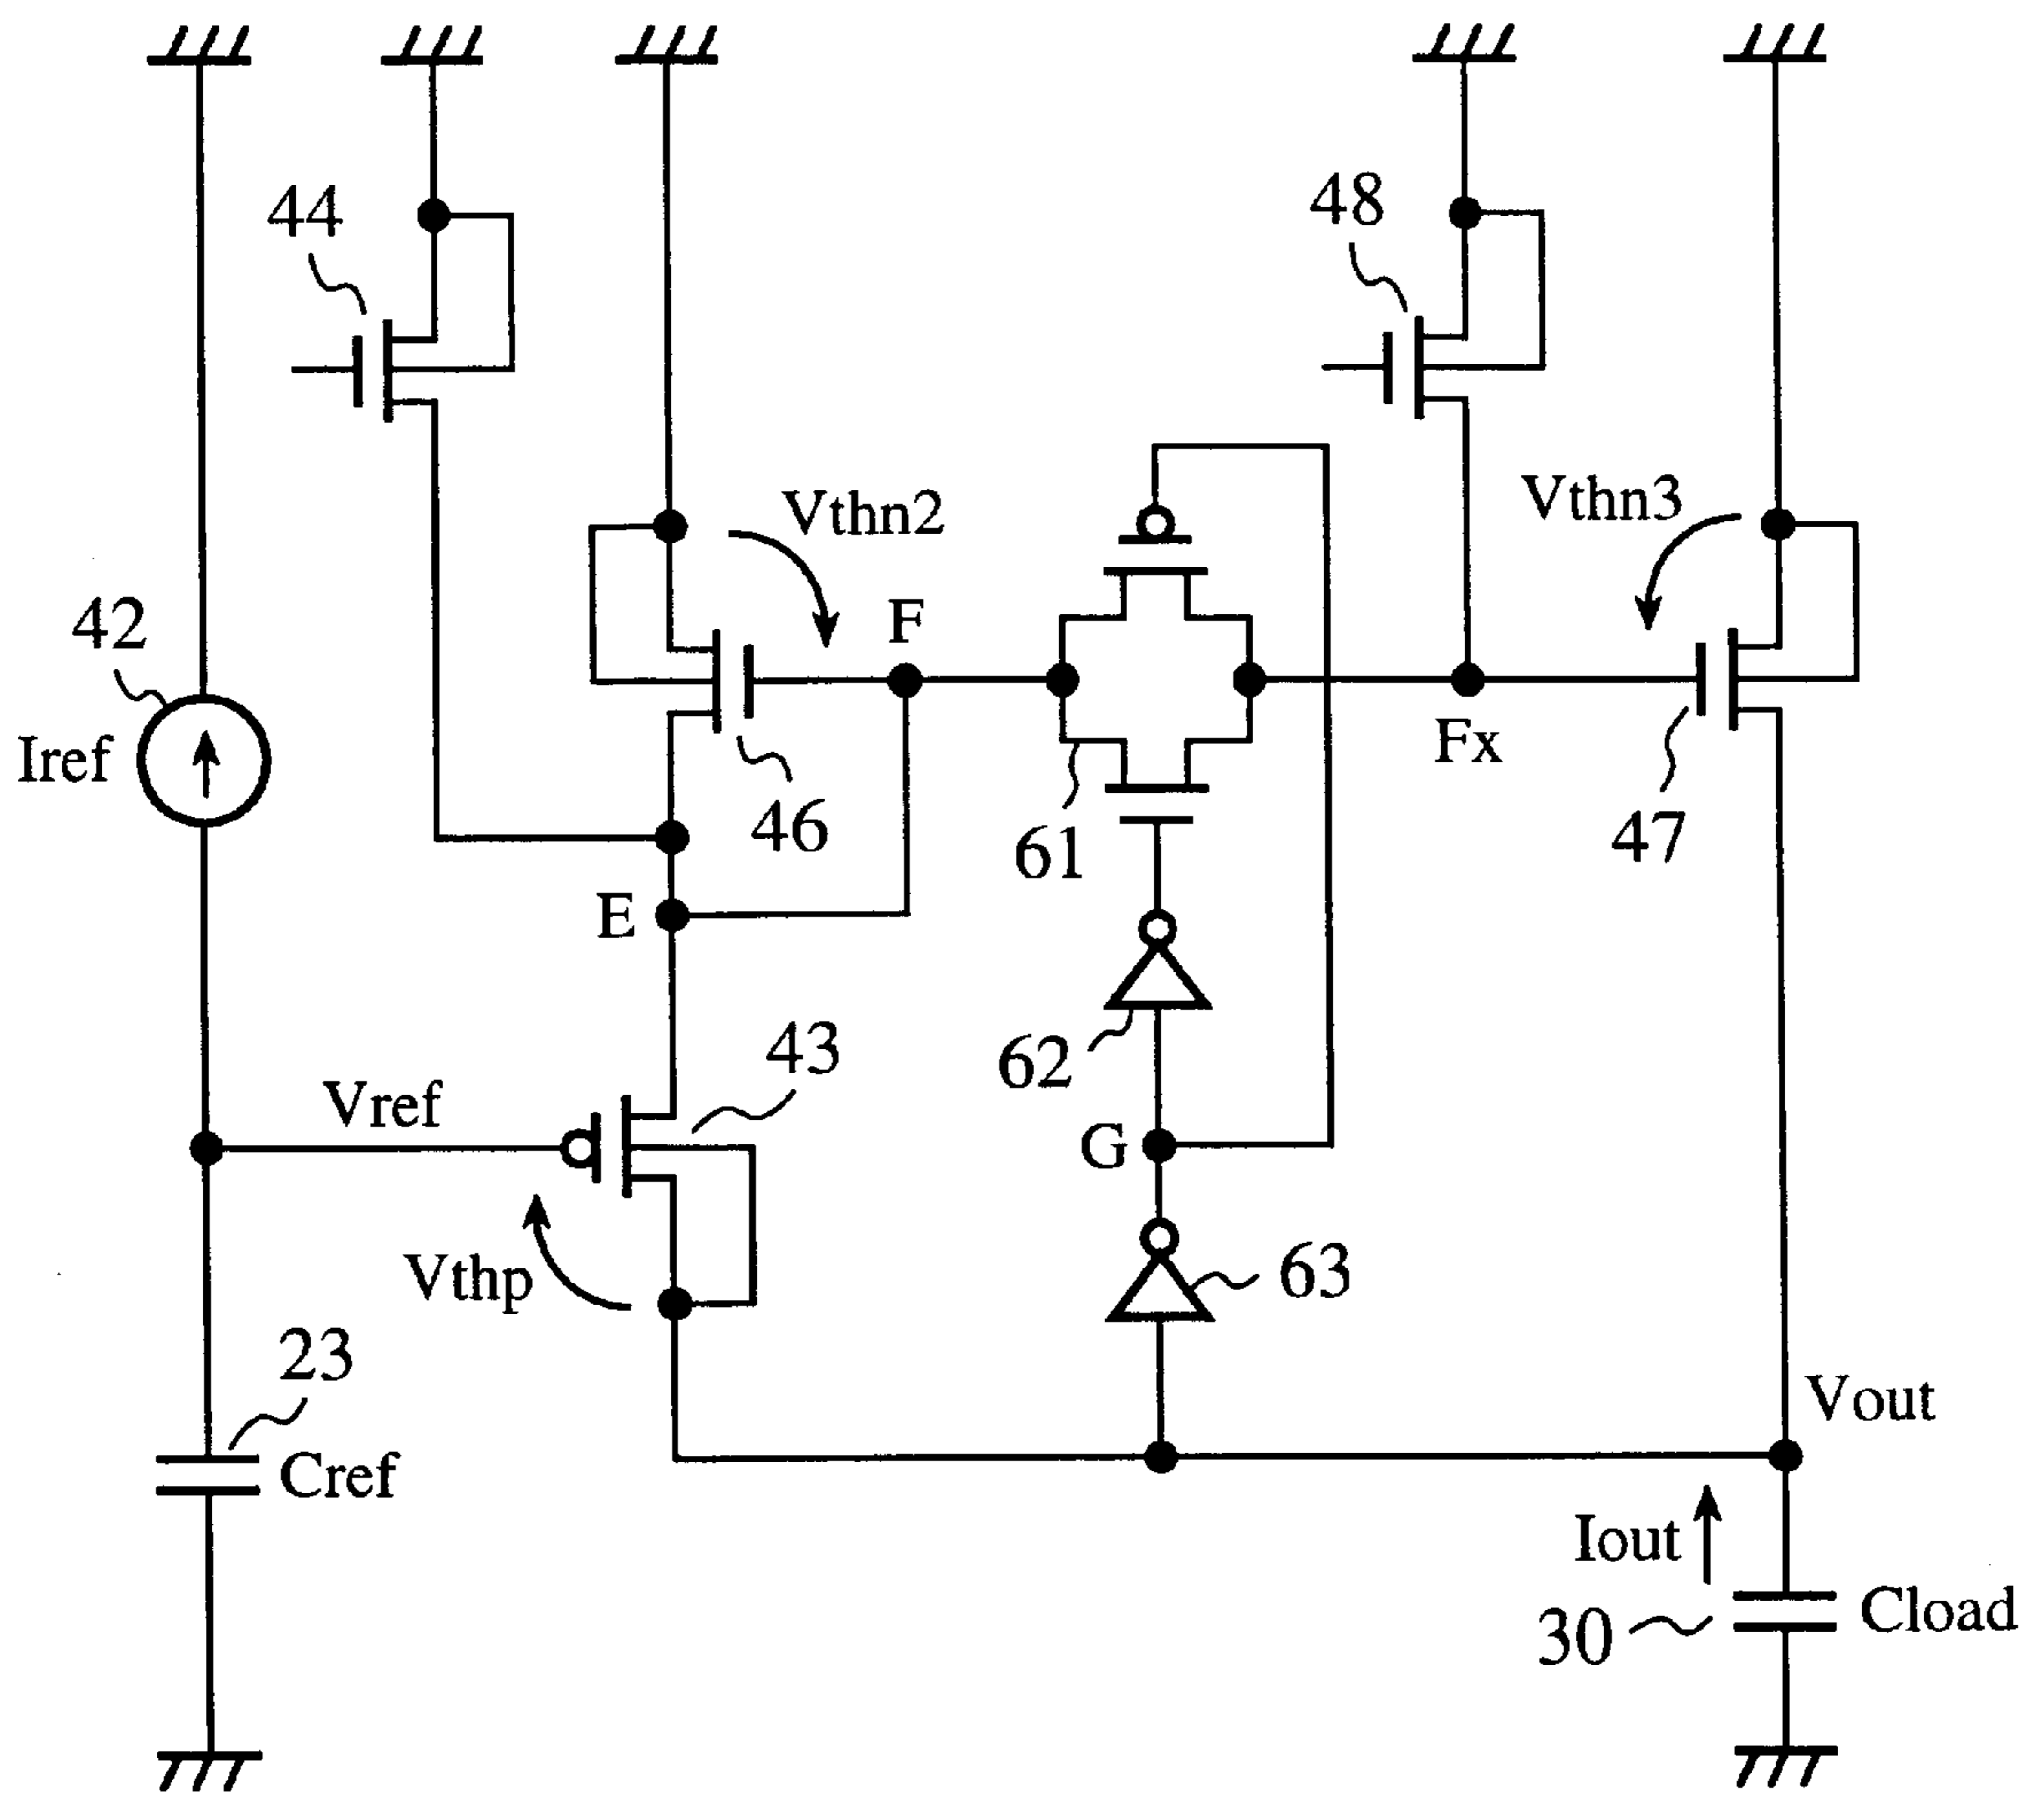 44
48
Vthn2
Vthn3
42
F
Iref
Fx
46
61
47
E
43
62
Vref
G
Vthp
63
23
Vout
Cref
Iout
30
Cload